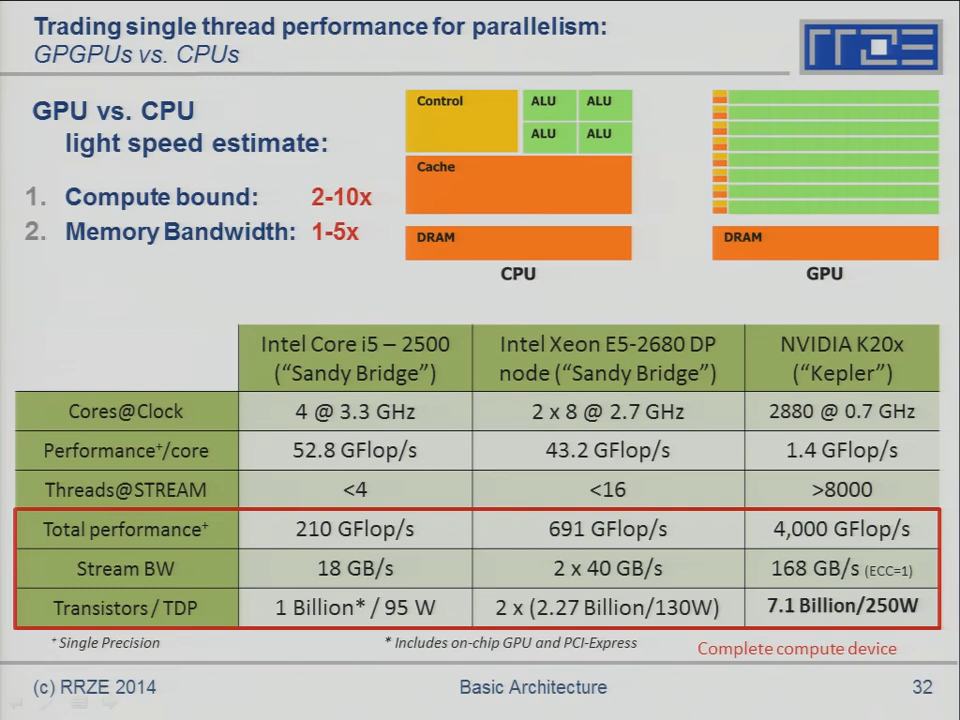 Trading single thread performance for parallelism:
GPGPUs vs. CPUs
RRZE
GPU vs. CPU
light speed estimate:
1. Compute bound: 2-10x
2. Memory Bandwidth: 1-5x
Control
ALU ALU
ALU ALU
Cache
DRAM
CPU
DRAM
GPU
Intel Core i5 – 2500 Intel Xeon E5-2680 DP NVIDIA K20x
("Sandy Bridge") node ("Sandy Bridge") ("Kepler")
Cores@Clock 4 @ 3.3 GHz 2 x 8 @ 2.7 GHz 2880 @ 0.7 GHz
Performance+/core 52.8 GFlop/s 43.2 GFlop/s 1.4 GFlop/s
Threads@STREAM <4 <16 >8000
Total performance+ 210 GFlop/s 691 GFlop/s 4,000 GFlop/s
Stream BW 18 GB/s 2 x 40 GB/s 168 GB/s (ECC=1)
Transistors / TDP 1 Billion* / 95 W 2 x (2.27 Billion/130W) 7.1 Billion/250W
+ Single Precision * Includes on-chip GPU and PCI-Express Complete compute device
(c) RRZE 2014 Basic Architecture 32